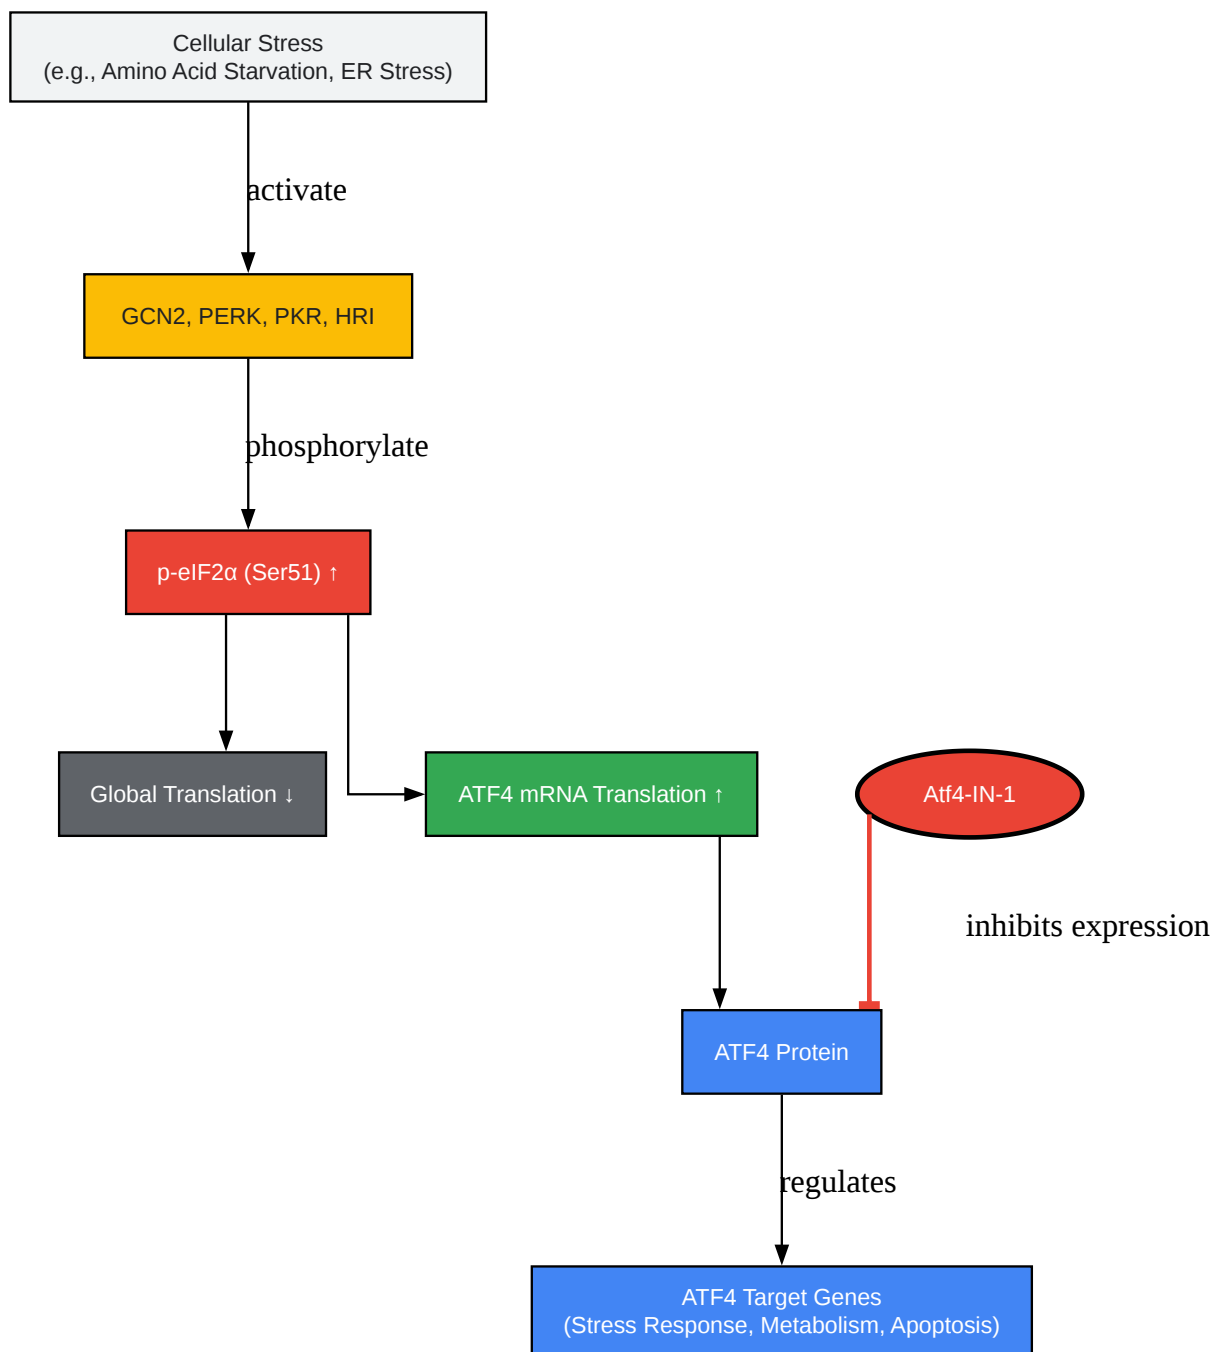 Cellular Stress
(e.g., Amino Acid Starvation, ER Stress)
activate
GCN2, PERK, PKR, HRI
phosphorylate
p-eIF2α (Ser51) ↑
Global Translation ↓
ATF4 mRNA Translation ↑
Atf4-IN-1
inhibits expression
ATF4 Protein
regulates
ATF4 Target Genes
(Stress Response, Metabolism, Apoptosis)